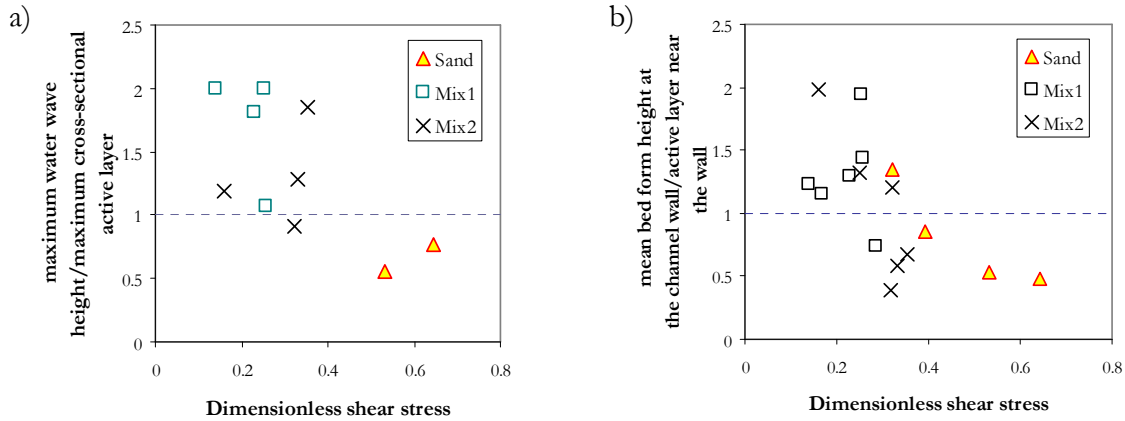 a)
maximum water wave
height/maximum cross-sectional
active layer
2.5
2
1.5
1
0.5
0
0
0.2
0.4
0.6
0.8
Sand
Mix1
Mix2
Dimensionless shear stress
b)
mean bed form height at
the channel wall/active layer near
the wall
2.5
2
1.5
1
0.5
0
0
0.2
0.4
0.6
0.8
Sand
Mix1
Mix2
Dimensionless shear stress